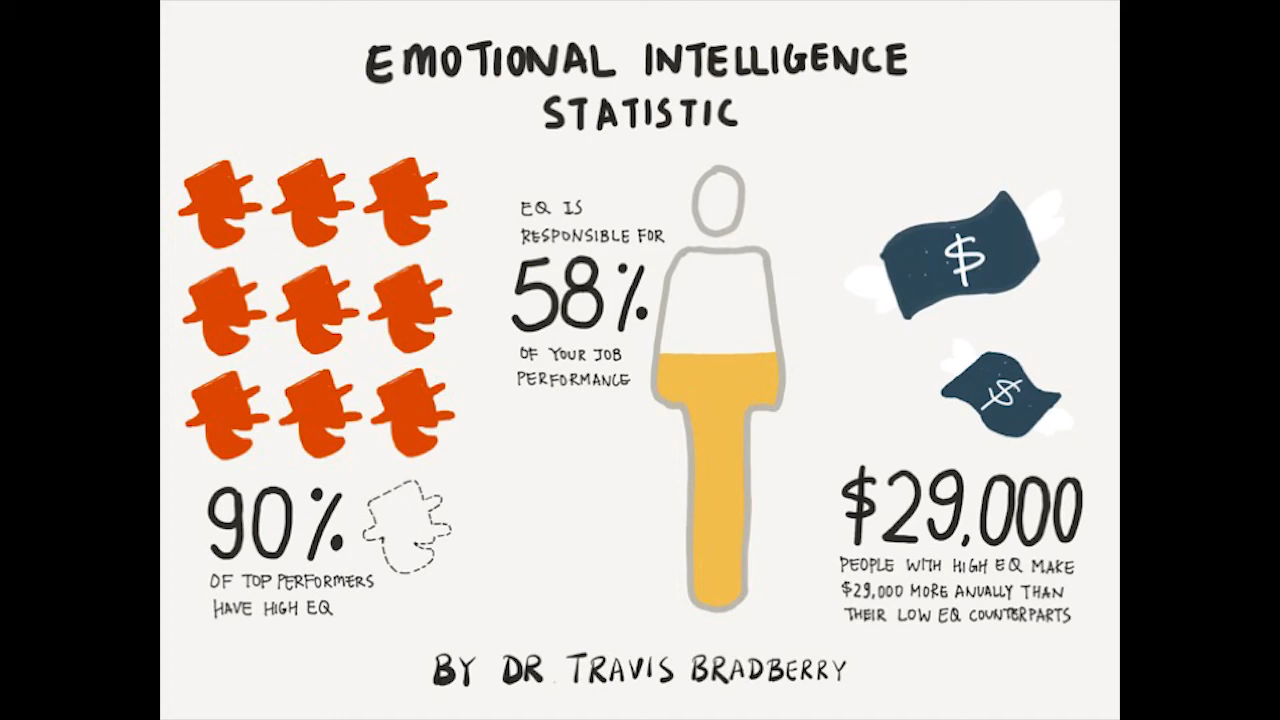 EMOTIONAL INTELLIGENCE
STATISTIC
90%
OF TOP PERFORMERS
HAVE HIGH EQ
EQ IS
RESPONSIBLE FOR
58%
OF YOUR JOB
PERFORMANCE
$
$
$29,000
PEOPLE WITH HIGH EQ MAKE
$29,000 MORE ANUALLY THAN
THEIR LOW EQ COUNTERPARTS
BY DR. TRAVIS BRADBERRY